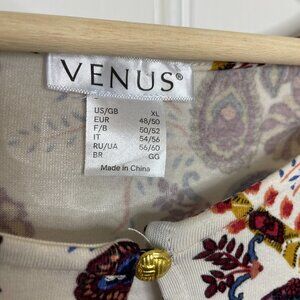 VENUS®
US/GB XL
EUR 48/50
F/B 50/52
IT 54/56
RU/UA 56/60
BR GG
Made in China